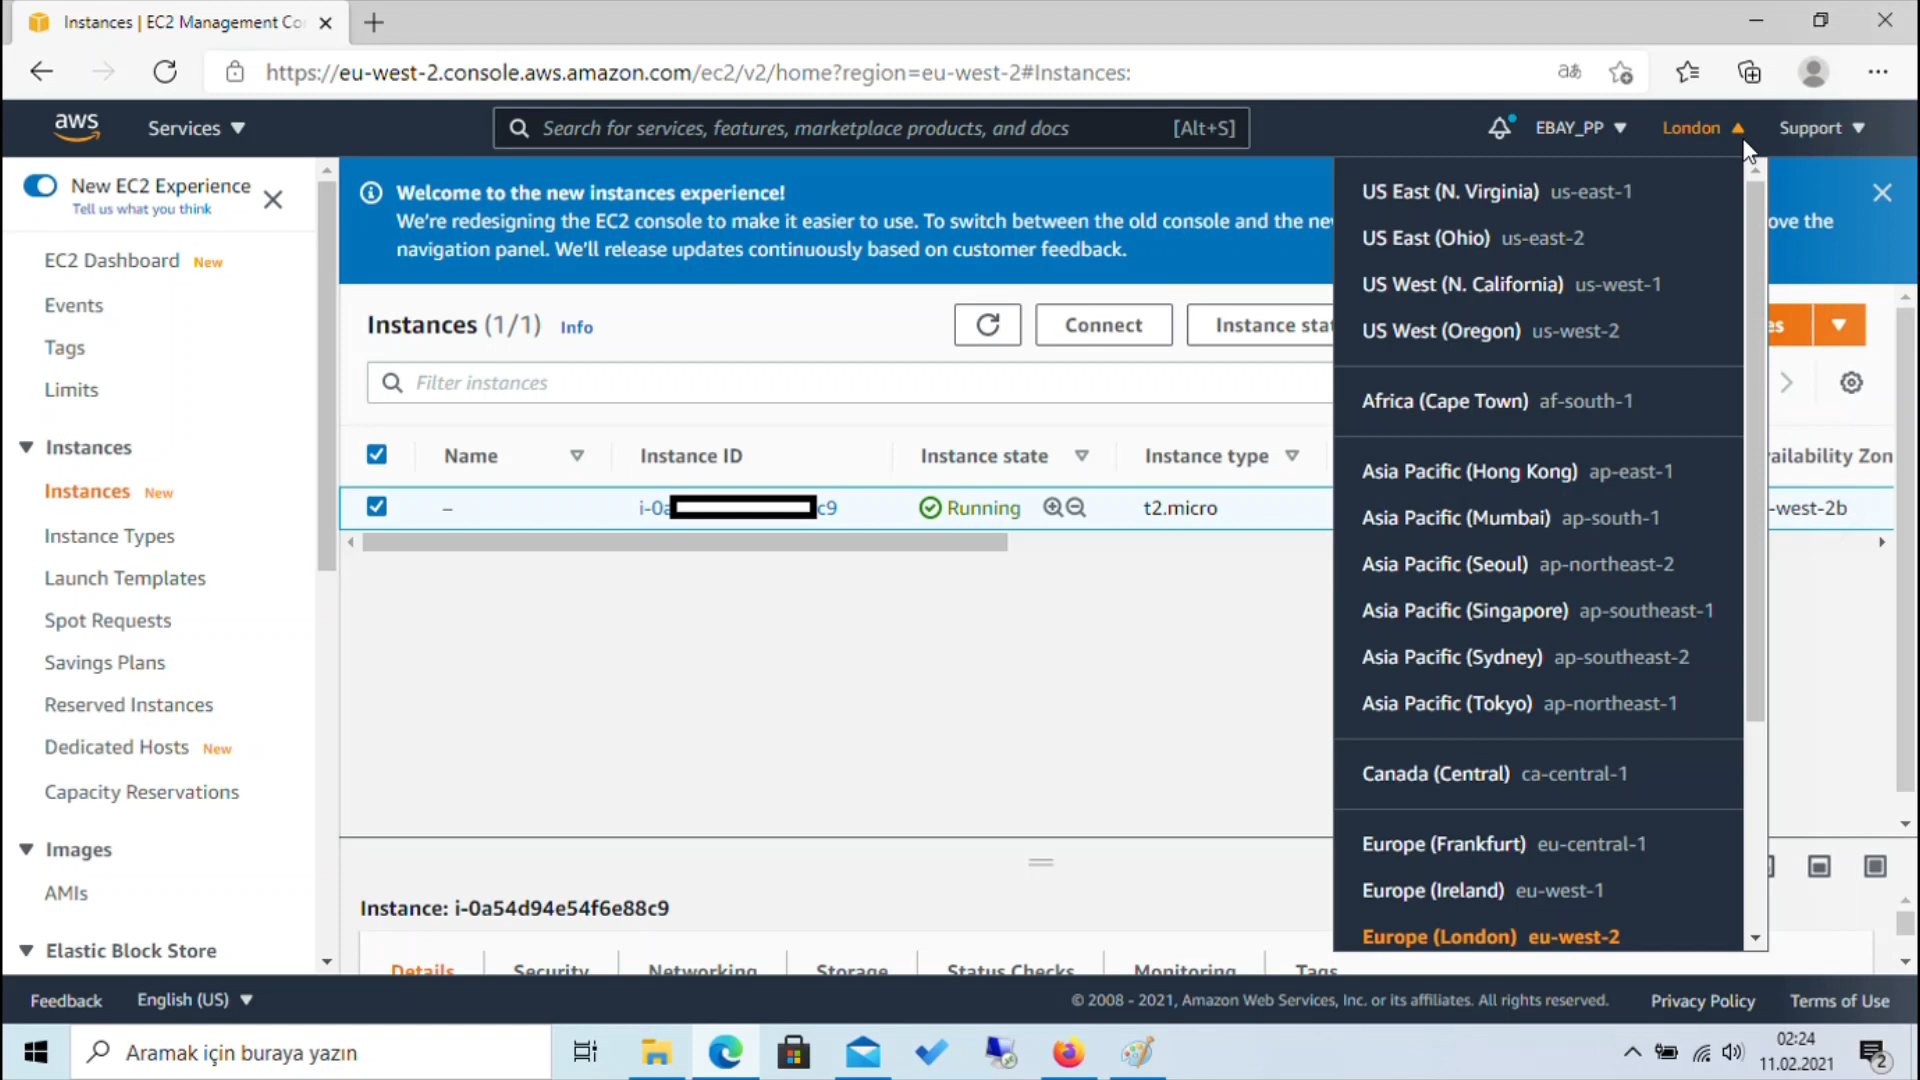 Instances | EC2 Management Co
https://eu-west-2.console.aws.amazon.com/ec2/v2/home?region=eu-west-2#Instances:
aあ
aws
Services
Search for services, features, marketplace products, and docs [Alt+S]
EBAY_PP
London
Support
New EC2 Experience
Tell us what you think
EC2 Dashboard New
Events
Tags
Limits
Instances
Instances New
Instance Types
Launch Templates
Spot Requests
Savings Plans
Reserved Instances
Dedicated Hosts New
Capacity Reservations
Images
AMIs
Elastic Block Store
Welcome to the new instances experience!
We're redesigning the EC2 console to make it easier to use. To switch between the old console and the ne
ove the
navigation panel. We'll release updates continuously based on customer feedback.
Instances (1/1) Info
Connect
Instance stat
es
Filter instances
Name
Instance ID
Instance state
Instance type
ailability Zon
–
i-0a
c9
Running
t2.micro
-west-2b
US East (N. Virginia) us-east-1
US East (Ohio) us-east-2
US West (N. California) us-west-1
US West (Oregon) us-west-2
Africa (Cape Town) af-south-1
Asia Pacific (Hong Kong) ap-east-1
Asia Pacific (Mumbai) ap-south-1
Asia Pacific (Seoul) ap-northeast-2
Asia Pacific (Singapore) ap-southeast-1
Asia Pacific (Sydney) ap-southeast-2
Asia Pacific (Tokyo) ap-northeast-1
Canada (Central) ca-central-1
Europe (Frankfurt) eu-central-1
Europe (Ireland) eu-west-1
Europe (London) eu-west-2
Instance: i-0a54d94e54f6e88c9
Details
Security
Networking
Storage
Status Checks
Monitoring
Tags
Feedback
English (US)
© 2008 - 2021, Amazon Web Services, Inc. or its affiliates. All rights reserved.
Privacy Policy
Terms of Use
Aramak için buraya yazın
02:24
11.02.2021
2